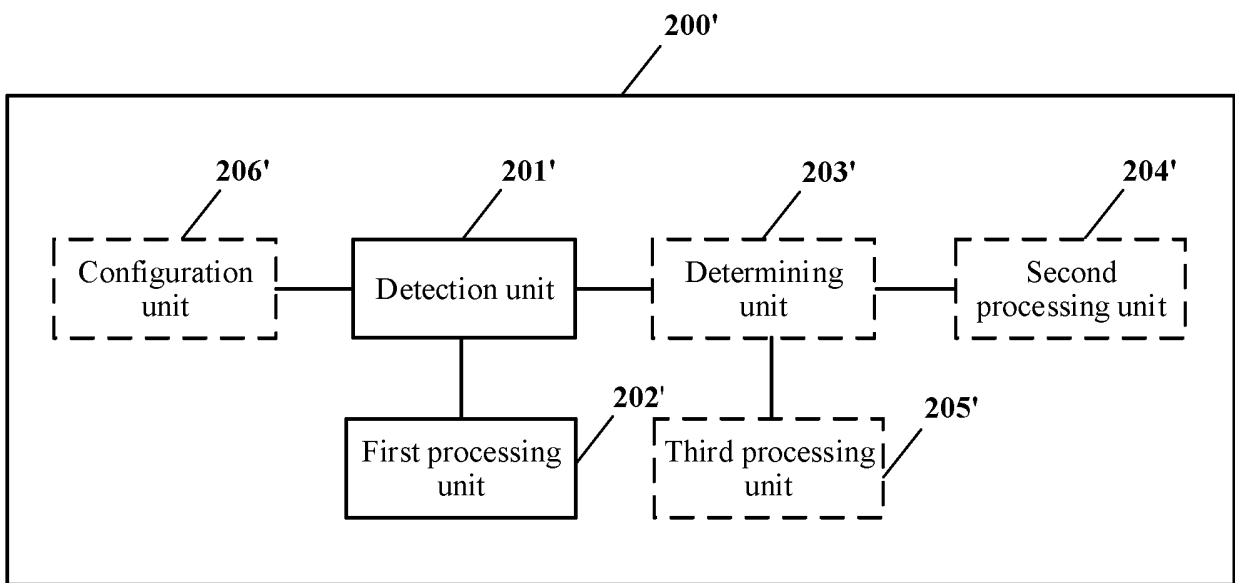 200'
206'
201'
203'
204'
Configuration
unit
Detection unit
Determining
unit
Second
processing unit
202'
205'
First processing
unit
Third processing
unit